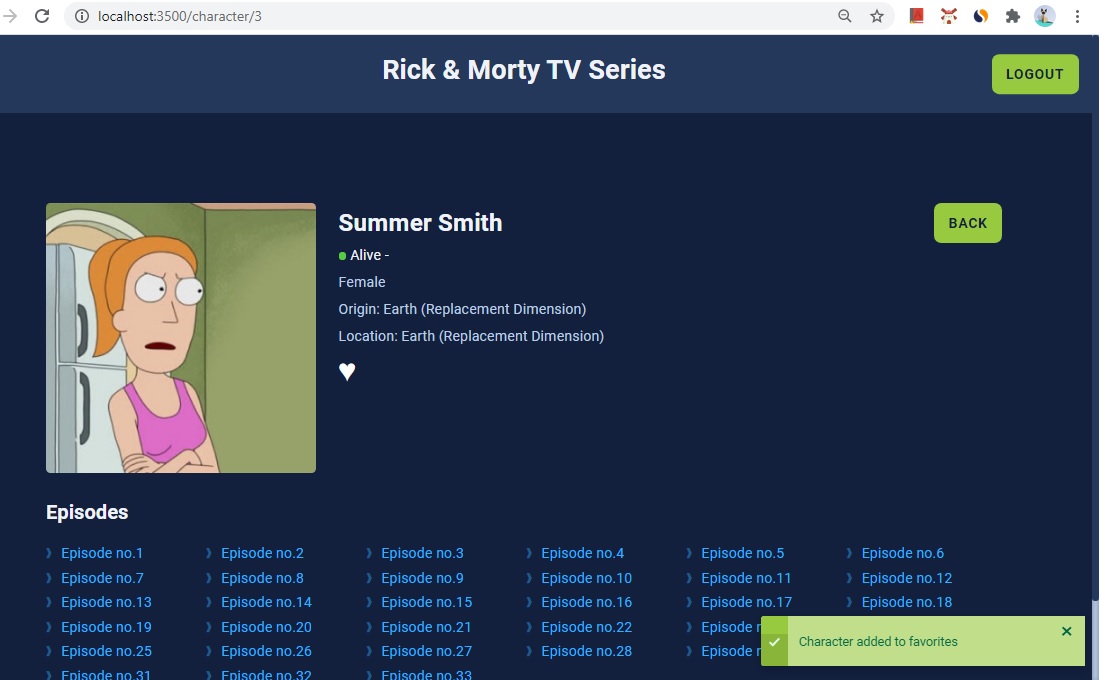 localhost:3500/character/3
Rick & Morty TV Series
LOGOUT
Summer Smith
BACK
Alive -
Female
Origin: Earth (Replacement Dimension)
Location: Earth (Replacement Dimension)
Episodes
Episode no.1 Episode no.2 Episode no.3 Episode no.4 Episode no.5 Episode no.6
Episode no.7 Episode no.8 Episode no.9 Episode no.10 Episode no.11 Episode no.12
Episode no.13 Episode no.14 Episode no.15 Episode no.16 Episode no.17 Episode no.18
Episode no.19 Episode no.20 Episode no.21 Episode no.22 Episode
Episode no.25 Episode no.26 Episode no.27 Episode no.28 Episode
Character added to favorites
Episode no.31 Episode no.32 Episode no.33